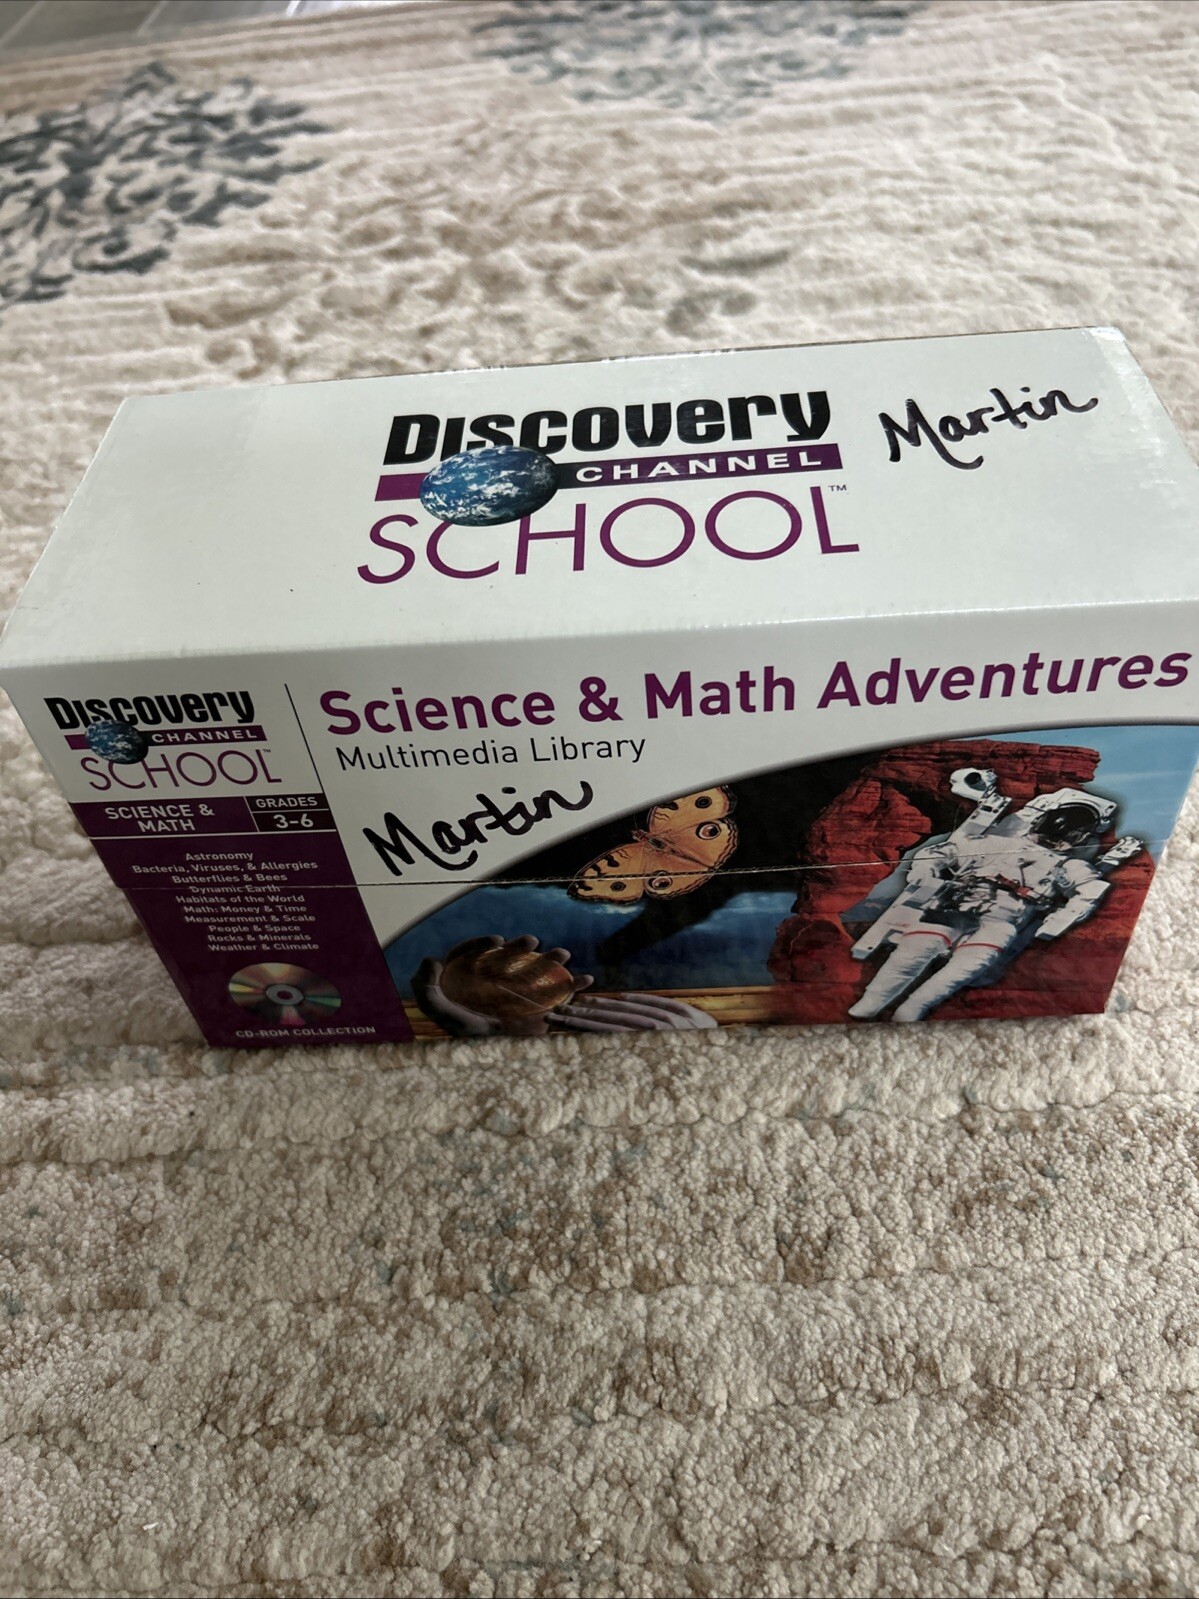 Discovery
CHANNEL
SCHOOL™
Martin
Discovery
CHANNEL
SCHOOL™
SCIENCE &
MATH
GRADES
3-6
Astronomy
Bacteria, Viruses, & Allergies
Butterflies & Bees
Dynamic Earth
Habitats of the World
Math: Money & Time
Measurement & Scale
People & Space
Rocks & Minerals
Weather & Climate
CD-ROM COLLECTION
Science & Math Adventures
Multimedia Library
Martin